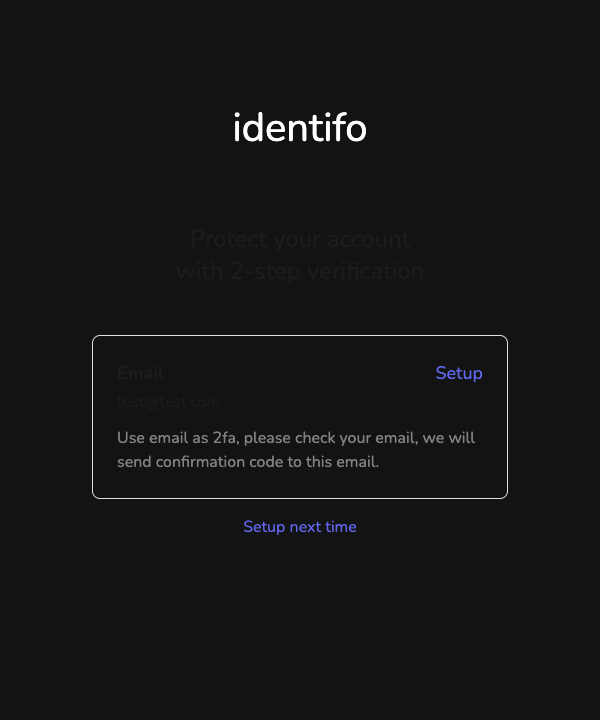 identifo
Protect your account
with 2-step verification
Email
Setup
test@test.com
Use email as 2fa, please check your email, we will
send confirmation code to this email.
Setup next time